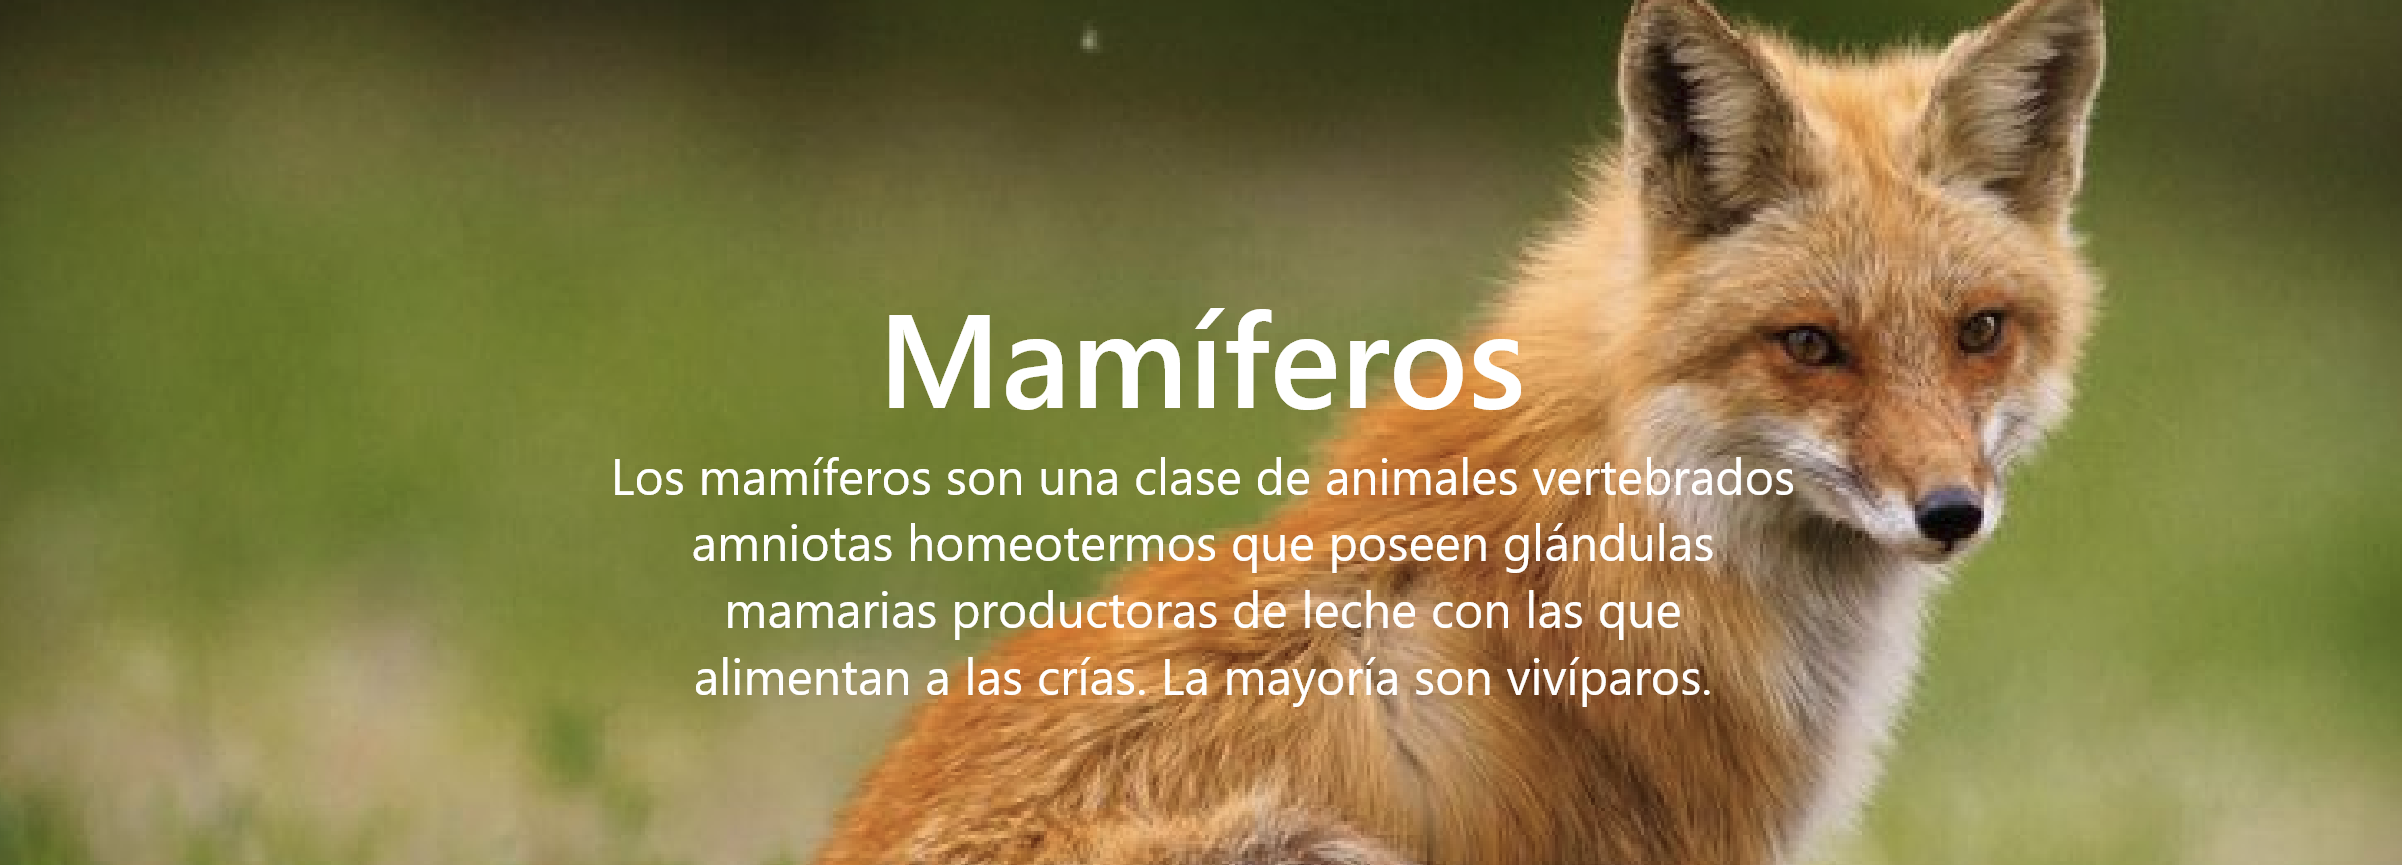 Mamíferos
Los mamíferos son una clase de animales vertebrados
amniotas homeotermos que poseen glándulas
mamarias productoras de leche con las que
alimentan a las crías. La mayoría son vivíparos.